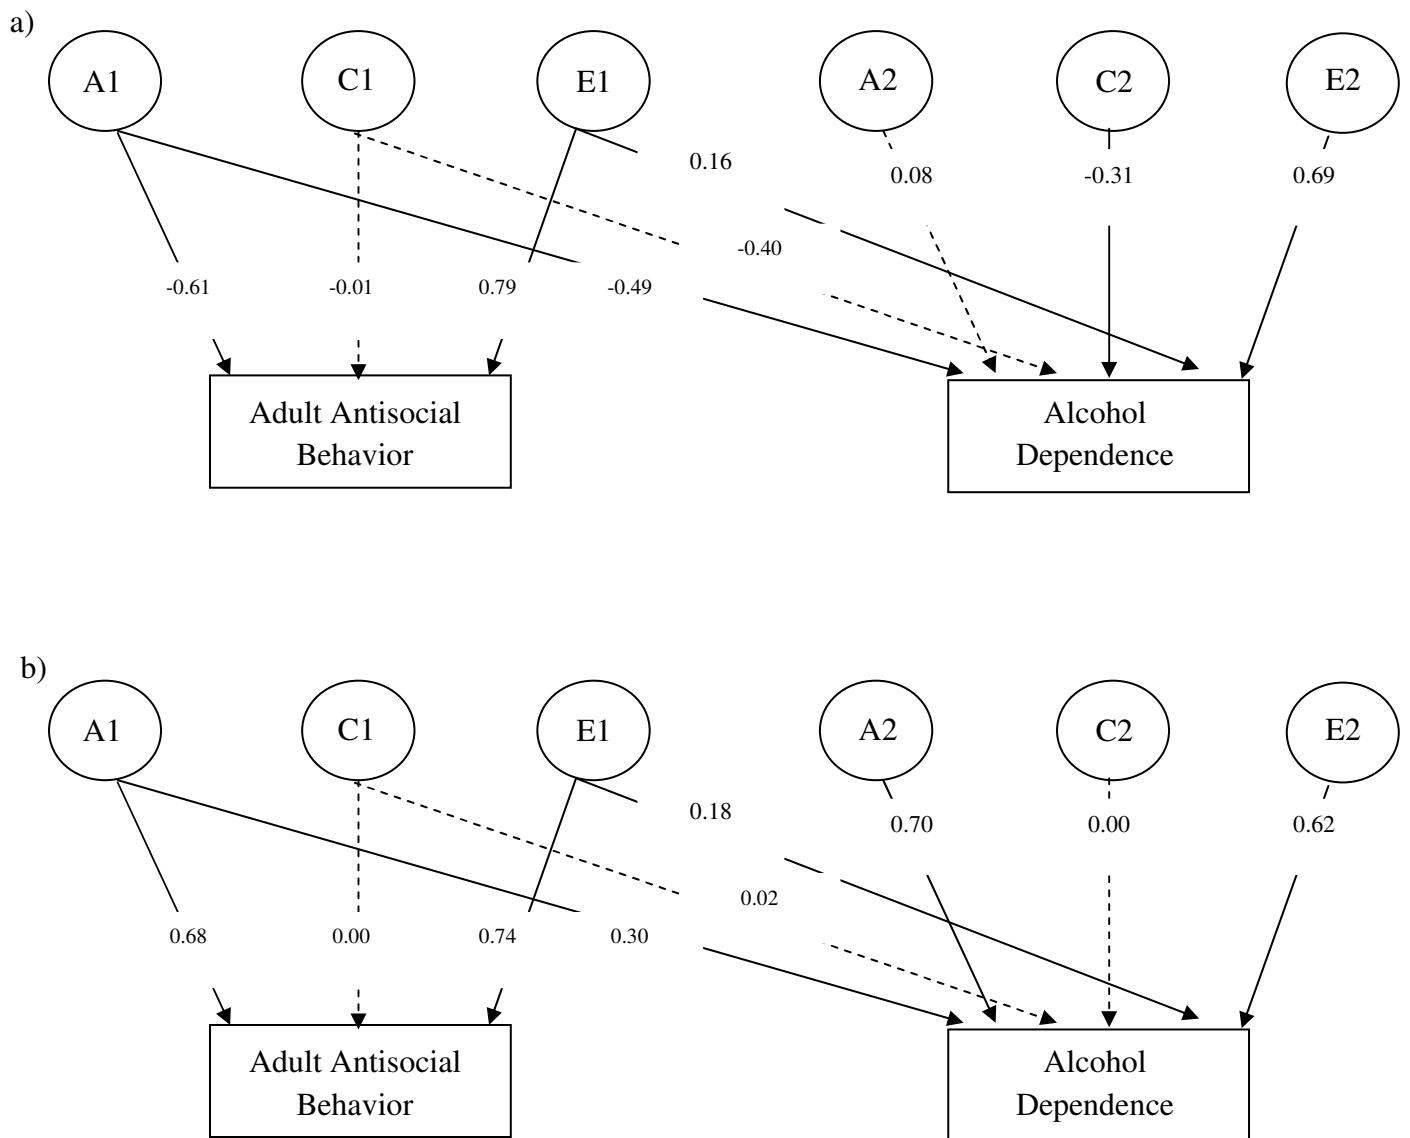 a)
A1
C1
E1
A2
C2
E2
0.16
0.08
-0.31
0.69
-0.40
-0.61
-0.01
0.79
-0.49
Adult Antisocial
Behavior
Alcohol
Dependence
b)
A1
C1
E1
A2
C2
E2
0.18
0.70
0.00
0.62
0.02
0.68
0.00
0.74
0.30
Adult Antisocial
Behavior
Alcohol
Dependence